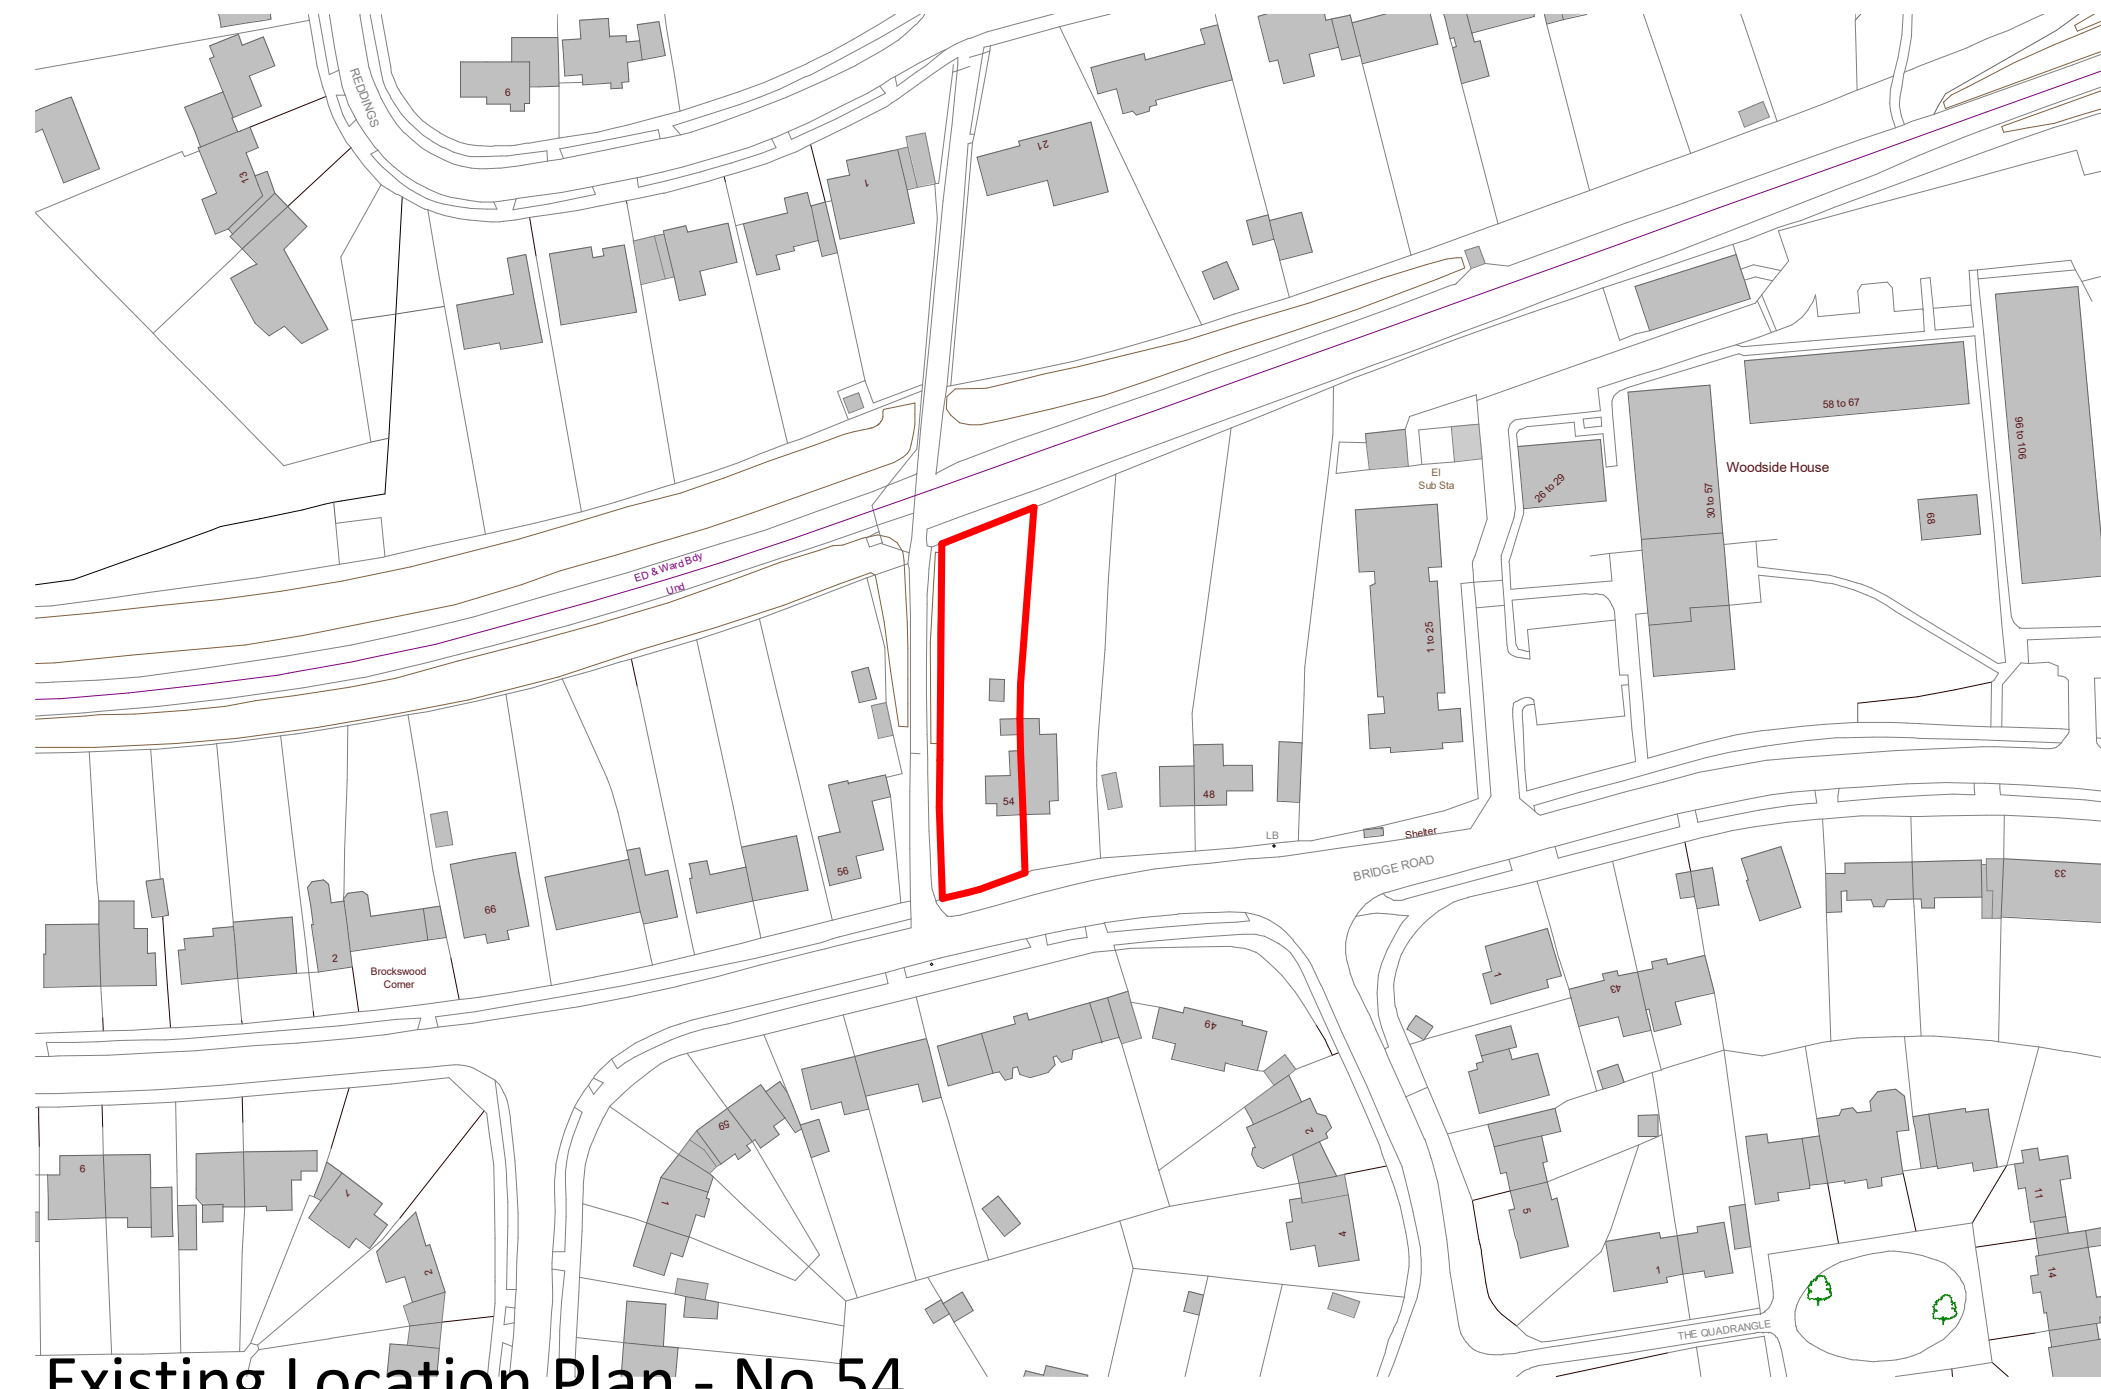 REDDINGS
6
13
1
21
58 to 67
96 to 106
Woodside House
El
Sub Sta
26 to 29
30 to 57
68
ED & Ward Bdy
Und
1 to 25
54
48
LB
Shelter
BRIDGE ROAD
56
66
2
Brockswood
Corner
33
1
43
49
59
2
6
1
2
1
4
5
1
11
14
THE QUADRANGLE
Existing Location Plan - No 54